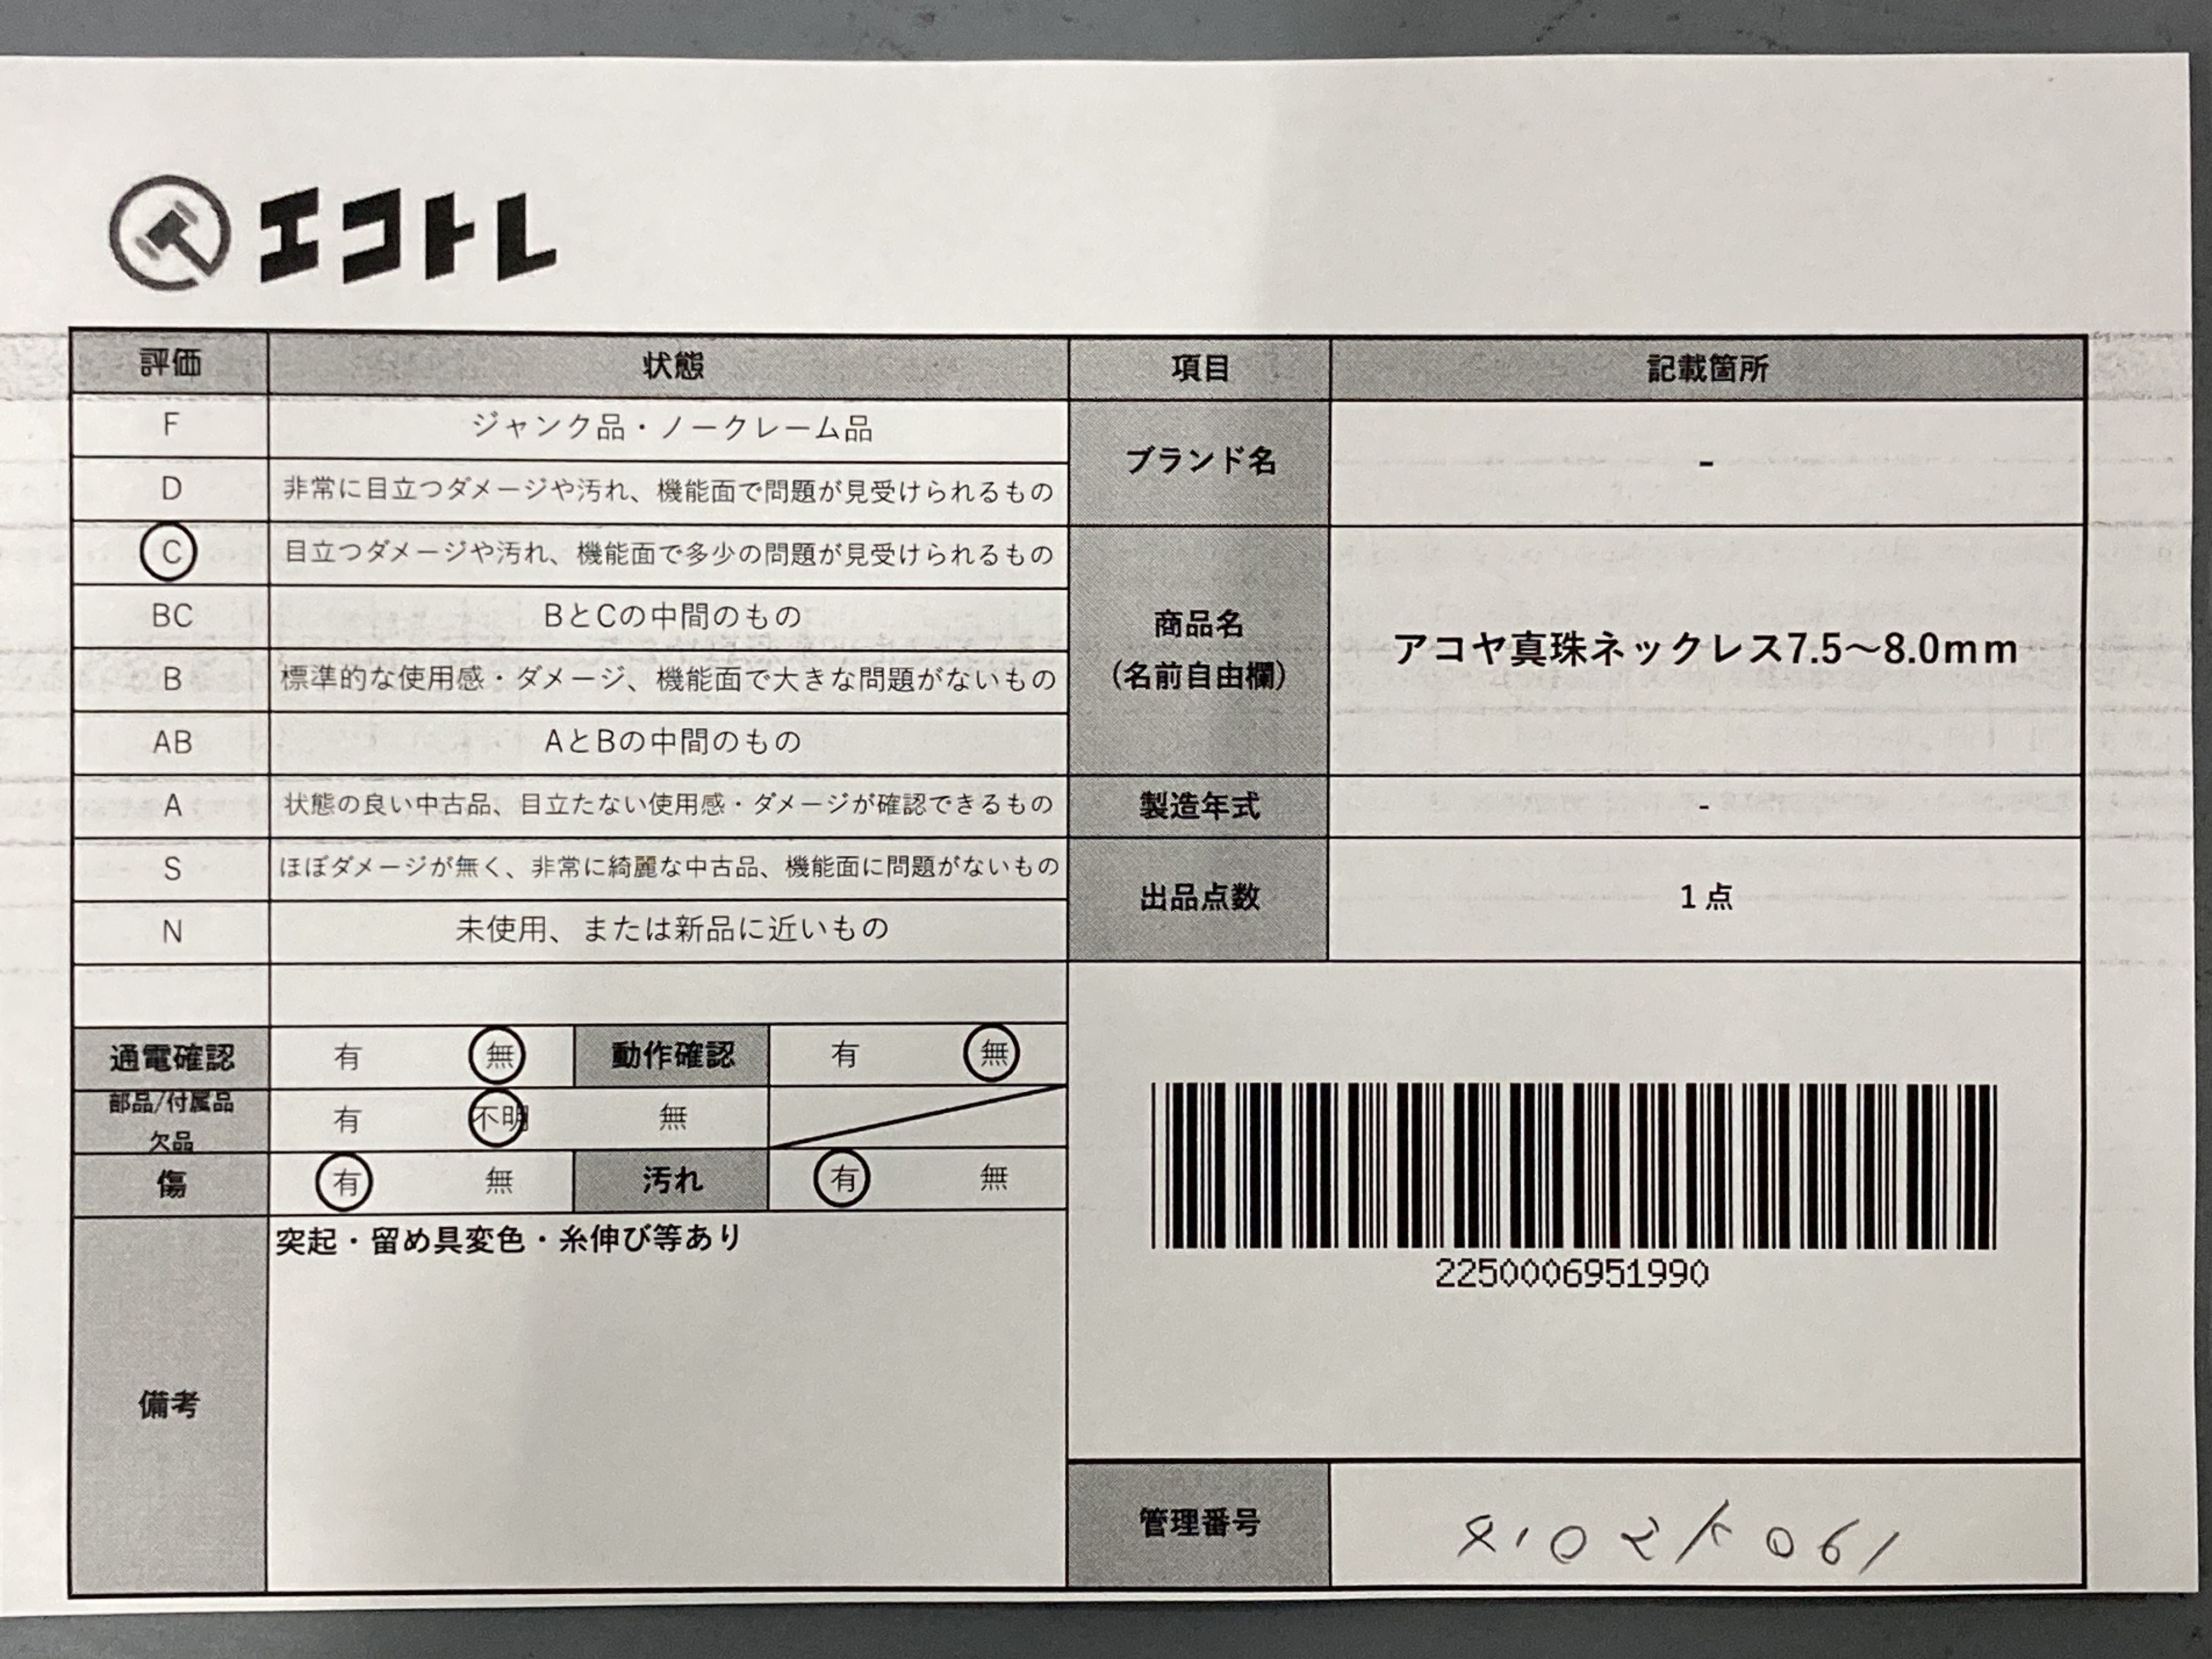 エコトレ
評価 状態 項目 記載箇所
F ジャンク品・ノークレーム品
D 非常に目立つダメージや汚れ、機能面で問題が見受けられるもの
C 目立つダメージや汚れ、機能面で多少の問題が見受けられるもの
BC BとCの中間のもの
B 標準的な使用感・ダメージ、機能面で大きな問題がないもの
AB AとBの中間のもの
A 状態の良い中古品、目立たない使用感・ダメージが確認できるもの
S ほぼダメージが無く、非常に綺麗な中古品、機能面に問題がないもの
N 未使用、または新品に近いもの
ブランド名 -
商品名
(名前自由欄)
アコヤ真珠ネックレス7.5～8.0mm
製造年式 -
出品点数 1点
通電確認 有 無 動作確認 有 無
部品/付属品
欠品
有 不明 無
傷 有 無 汚れ 有 無
備考
突起・留め具変色・糸伸び等あり
2250006951990
管理番号